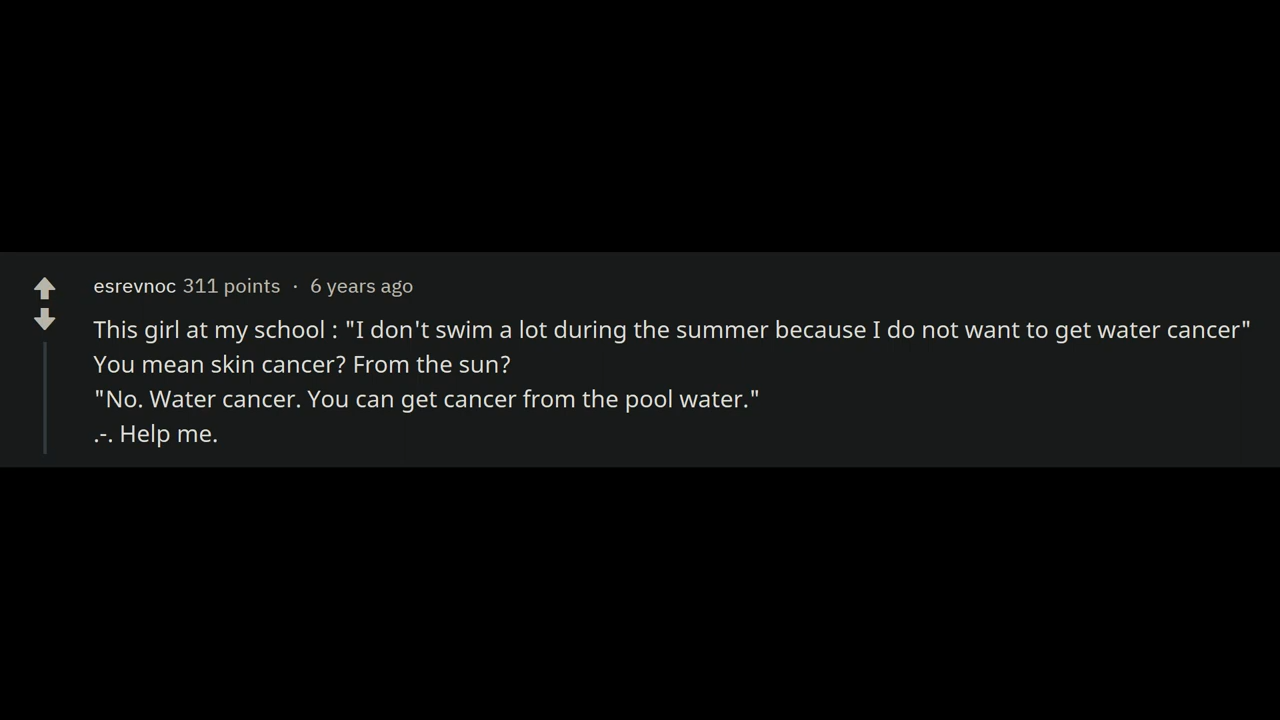 esrevnoc 311 points · 6 years ago
This girl at my school : "I don't swim a lot during the summer because I do not want to get water cancer"
You mean skin cancer? From the sun?
"No. Water cancer. You can get cancer from the pool water."
.-. Help me.